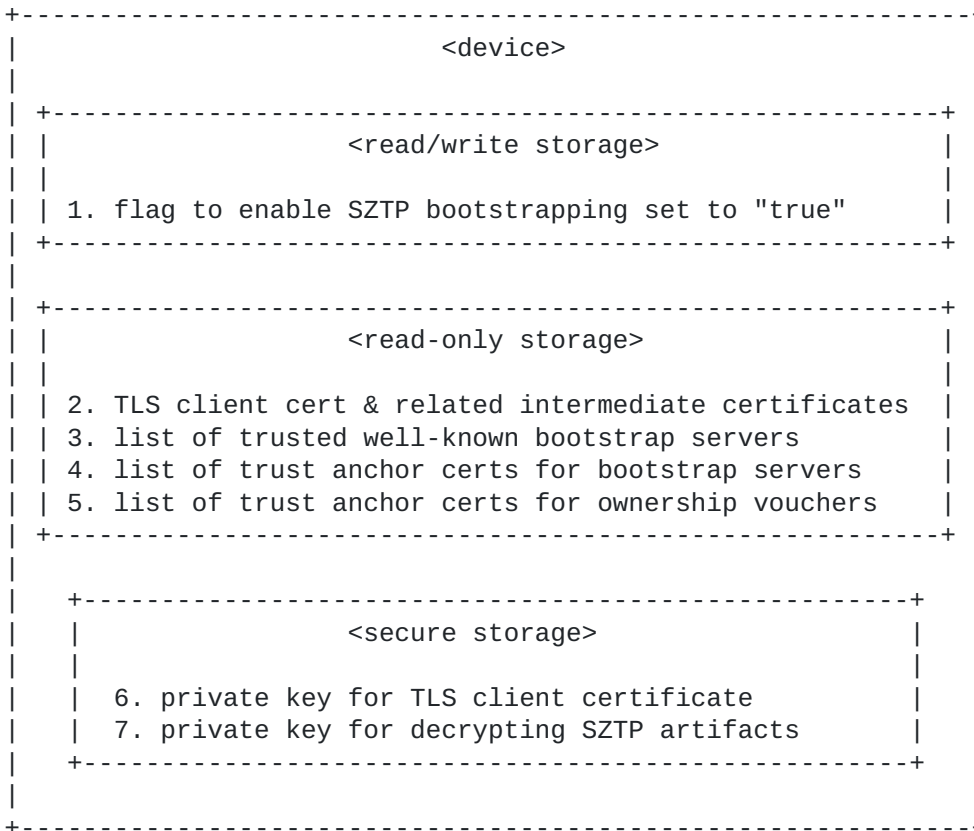 <device>
<read/write storage>
1. flag to enable SZTP bootstrapping set to "true"
<read-only storage>
2. TLS client cert & related intermediate certificates
3. list of trusted well-known bootstrap servers
4. list of trust anchor certs for bootstrap servers
5. list of trust anchor certs for ownership vouchers
<secure storage>
6. private key for TLS client certificate
7. private key for decrypting SZTP artifacts